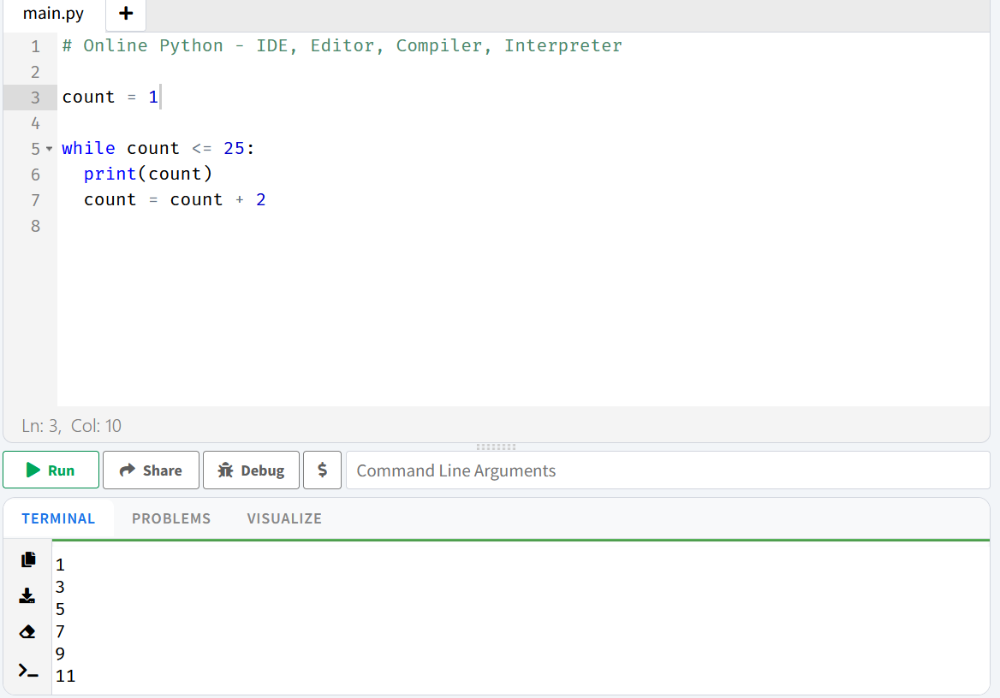 main.py +
1 # Online Python - IDE, Editor, Compiler, Interpreter
2
3 count = 1
4
5 while count <= 25:
6   print(count)
7   count = count + 2
8
Ln: 3, Col: 10
Run Share Debug $ Command Line Arguments
TERMINAL PROBLEMS VISUALIZE
1
3
5
7
9
11